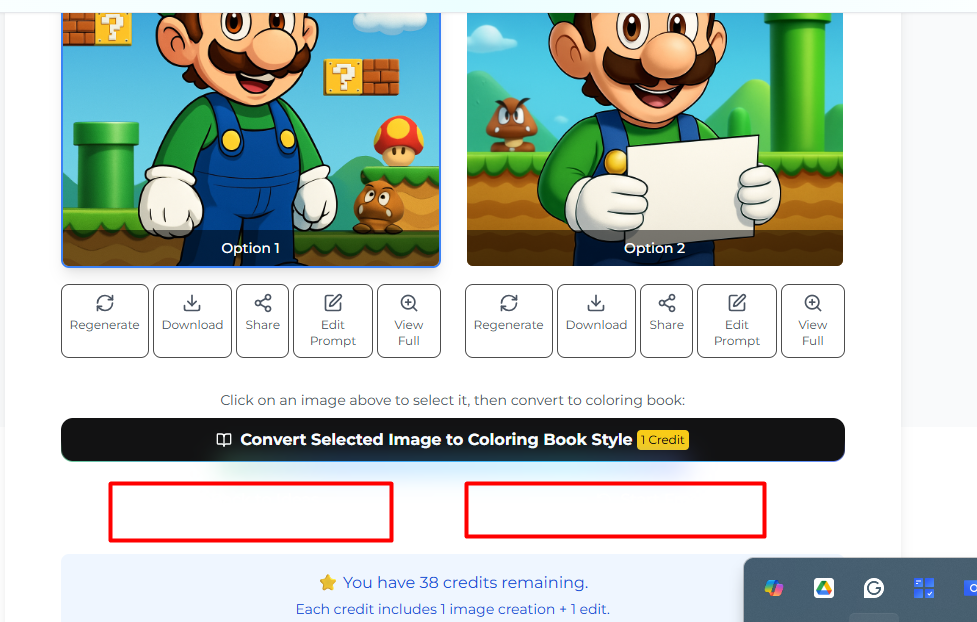 ?
?
Option 1
Option 2
Regenerate
Download
Share
Edit
Prompt
View
Full
Regenerate
Download
Share
Edit
Prompt
View
Full
Click on an image above to select it, then convert to coloring book:
Convert Selected Image to Coloring Book Style 1 Credit
You have 38 credits remaining.
Each credit includes 1 image creation + 1 edit.